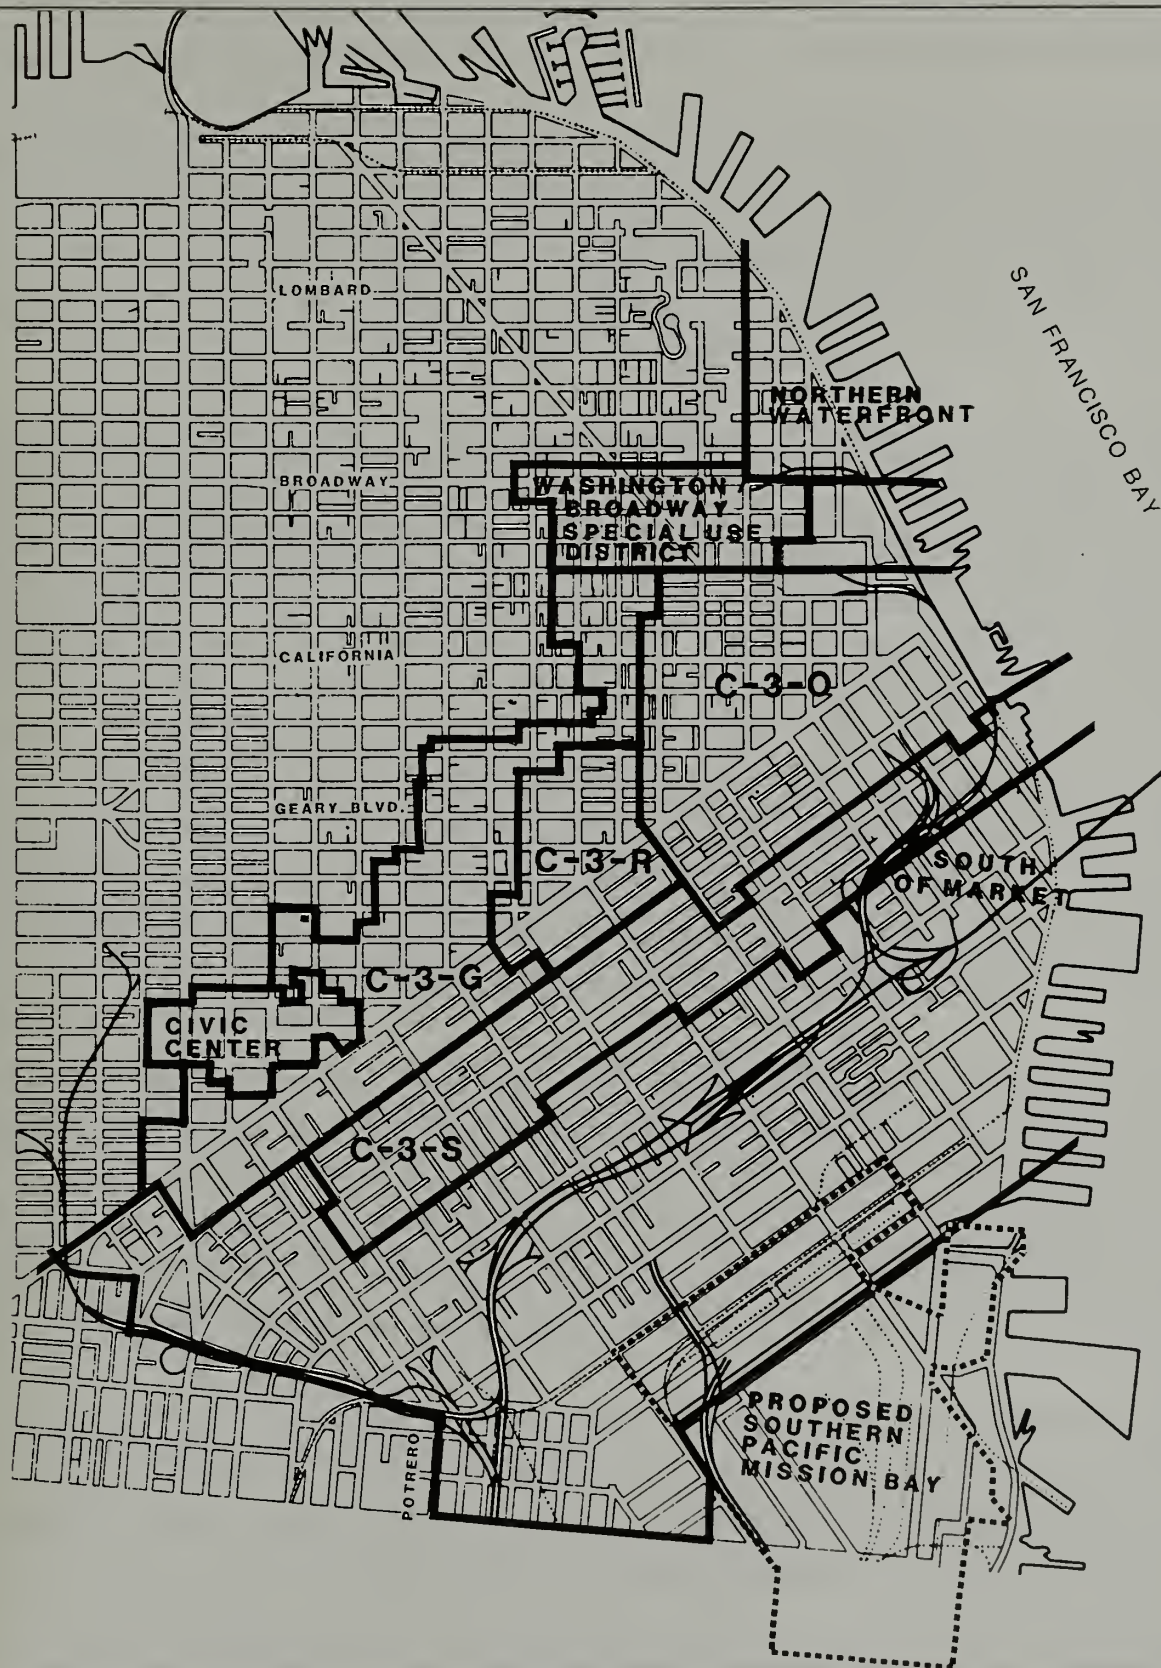 LOMBARD
SAN FRANCISCO BAY
NORTHERN
WATERFRONT
BROADWAY
WASHINGTON /
BROADWAY
SPECIAL USE
DISTRICT
CALIFORNIA
C-3-O
GEARY BLVD.
C-3-R
SOUTH
OF MARKET
C-3-G
CIVIC
CENTER
C-3-S
PROPOSED
SOUTHERN
PACIFIC
MISSION BAY
POTRERO